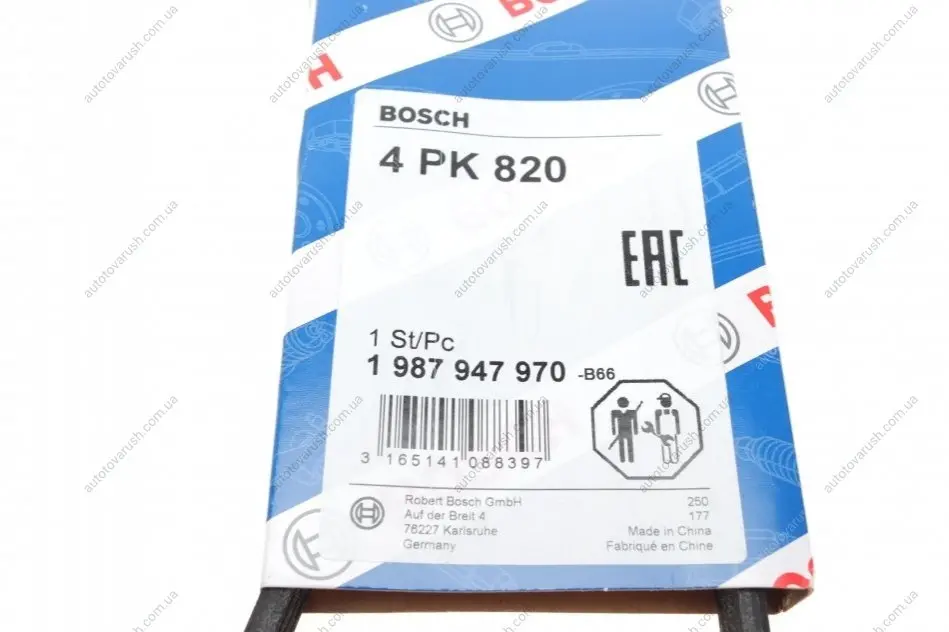 BOSCH
4 PK 820
EAC
1 St/Pc
1 987 947 970 -B66
3 165141 088397
Robert Bosch GmbH
Auf der Breit 4
76227 Karlsruhe
Germany
250
177
Made in China
Fabriqué en Chine
autotovarush.com.ua